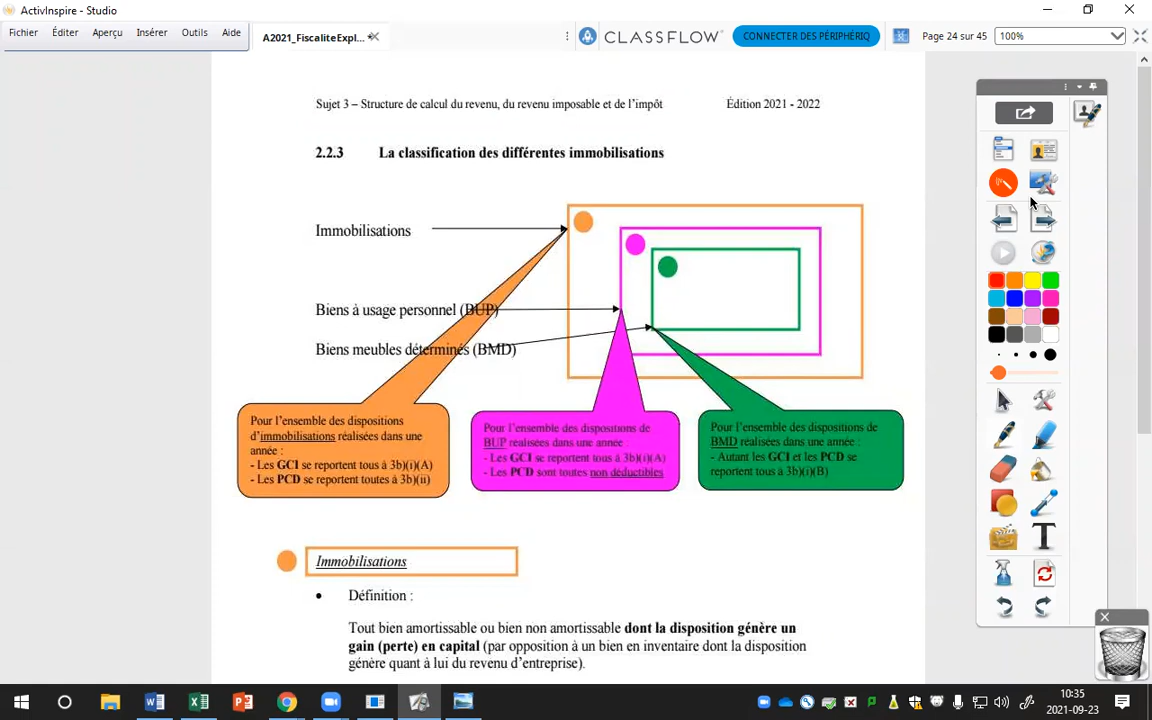 ActivInspire - Studio
Fichier Éditer Aperçu Insérer Outils Aide
A2021_FiscaliteExpl...
CLASSFLOW
CONNECTER DES PÉRIPHÉRIQ
Page 24 sur 45
100%
Sujet 3 – Structure de calcul du revenu, du revenu imposable et de l'impôt
Édition 2021 - 2022
2.2.3 La classification des différentes immobilisations
Immobilisations
Biens à usage personnel (BUP)
Biens meubles déterminés (BMD)
Pour l'ensemble des dispositions
d'immobilisations réalisées dans une
année :
- Les GCI se reportent tous à 3b)(i)(A)
- Les PCD se reportent toutes à 3b)(ii)
Pour l'ensemble des dispositions de
BUP réalisées dans une année :
- Les GCI se reportent tous à 3b)(i)(A)
- Les PCD sont toutes non déductibles
Pour l'ensemble des dispositions de
BMD réalisées dans une année :
- Autant les GCI et les PCD se
reportent tous à 3b)(i)(B)
Immobilisations
• Définition :
Tout bien amortissable ou bien non amortissable dont la disposition génère un
gain (perte) en capital (par opposition à un bien en inventaire dont la disposition
génère quant à lui du revenu d'entreprise).
10:35
2021-09-23